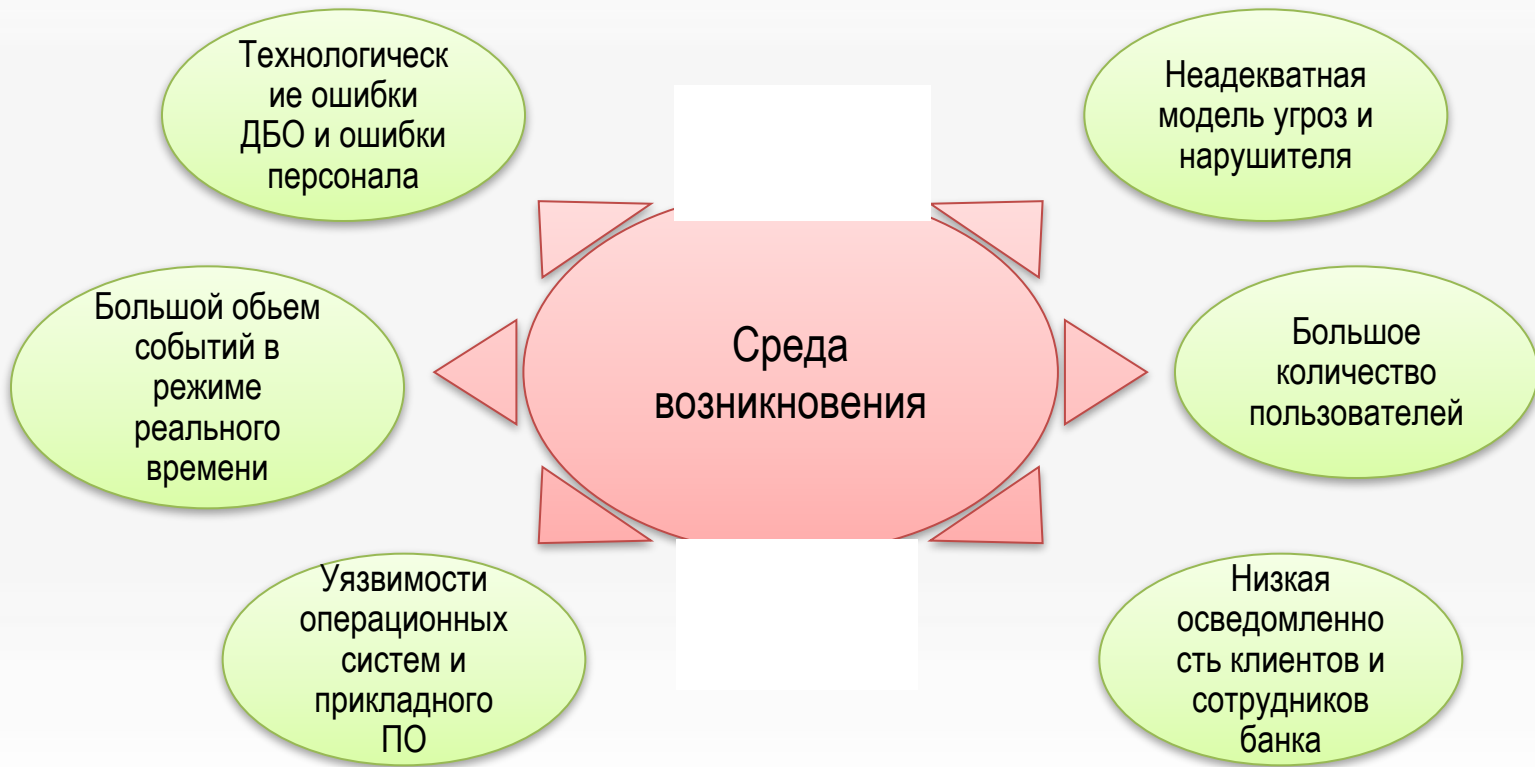 Технологическ
ие ошибки
ДБО и ошибки
персонала
Неадекватная
модель угроз и
нарушителя
Большой обьем
событий в
режиме
реального
времени
Среда
возникновения
Большое
количество
пользователей
Уязвимости
операционных
систем и
прикладного
ПО
Низкая
осведомленно
сть клиентов и
сотрудников
банка